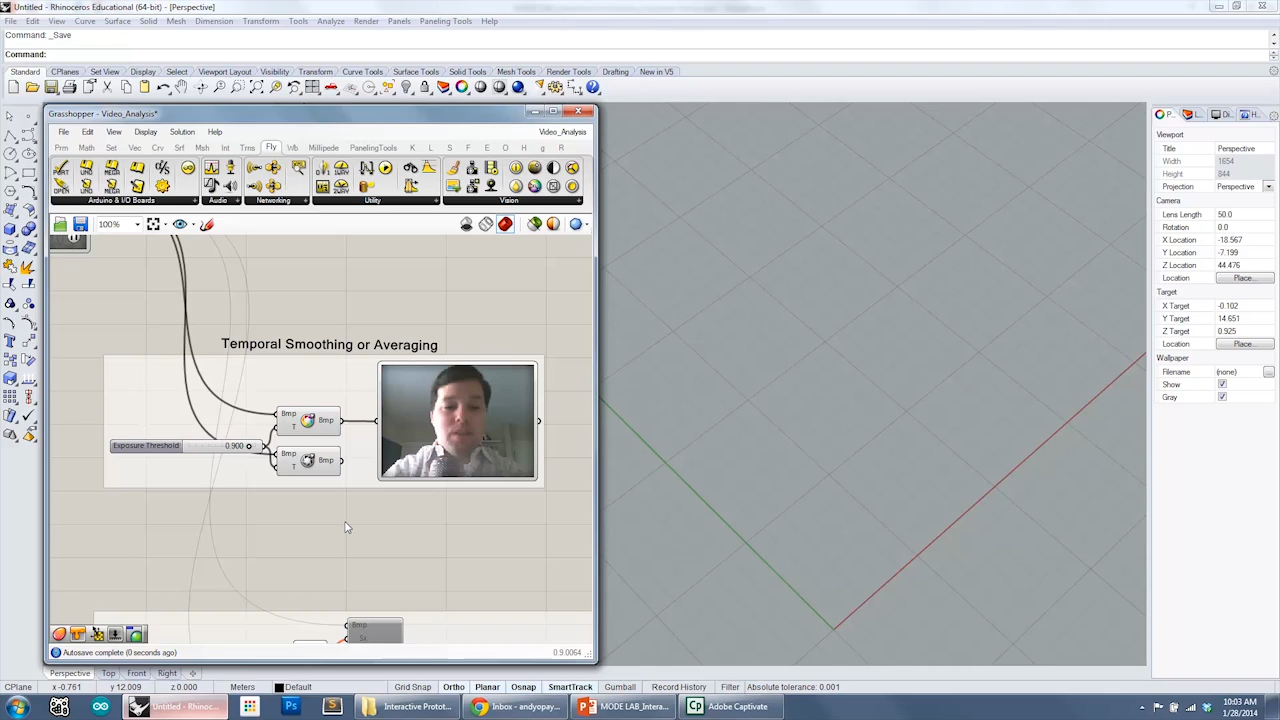 Untitled - Rhinoceros Educational (64-bit) - [Perspective]
File Edit View Curve Surface Solid Mesh Dimension Transform Tools Analyze Render Panels Paneling Tools Help
Command: _Save
Command:
Standard CPlanes Set View Display Select Viewport Layout Visibility Transform Curve Tools Surface Tools Solid Tools Mesh Tools Render Tools Drafting New in V5
Grasshopper - Video_Analysis*
File Edit View Display Solution Help Video_Analysis
Prm Math Set Vec Crv Srf Msh Int Trns Fly Wb Millipede PanelingTools K L S F E O H g R
Arduino & I/O Boards Audio Networking Utility Vision
100%
Temporal Smoothing or Averaging
Bmp T Bmp
Exposure Threshold 0.900
Bmp T Bmp
Bmp
Sx
Autosave complete (0 seconds ago) 0.9.0064
P... L... Di... H...
Viewport
Title Perspective
Width 1654
Height 844
Projection Perspective
Camera
Lens Length 50.0
Rotation 0.0
X Location -18.567
Y Location -7.199
Z Location 44.476
Location Place...
Target
X Target -0.102
Y Target 14.651
Z Target 0.925
Location Place...
Wallpaper
Filename (none) ...
Show
Gray
Perspective Top Front Right
CPlane x -0.761 y 12.009 z 0.000 Meters Default Grid Snap Ortho Planar Osnap SmartTrack Gumball Record History Filter Absolute tolerance: 0.001
Untitled - Rhinoc... Interactive Protot... Inbox - andyopay... MODE LAB_Intera... Adobe Captivate
10:03 AM
1/28/2014